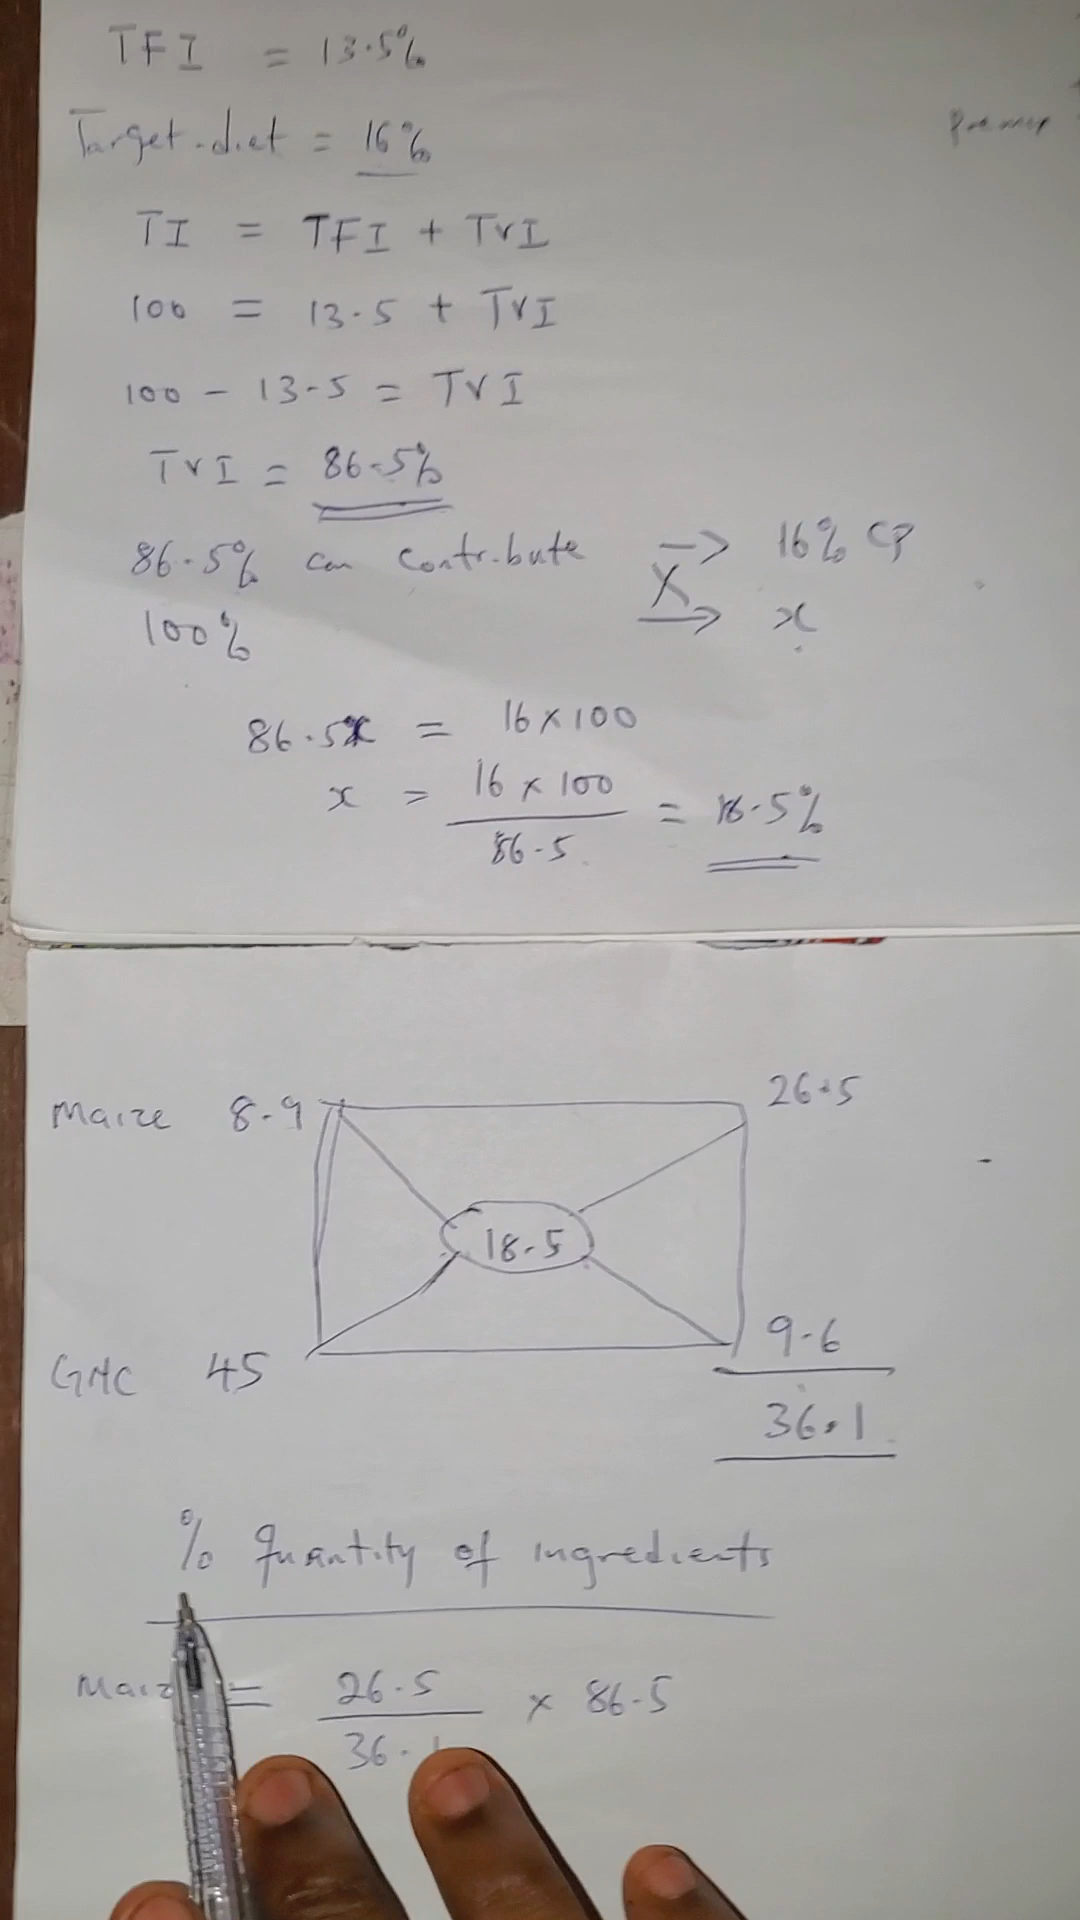 TFI = 13.5%
Target.diet = 16%
TI = TFI + TVI
100 = 13.5 + TVI
100 - 13.5 = TVI
TVI = 86.5%
86.5% can contribute → 16% CP
100% X → x
86.5x = 16 x 100
x = 16 x 100 / 86.5 = 18.5%
Maize 8.9 26.5
18.5
GNC 45 9.6
36.1
% quantity of ingredients
Maiz = 26.5 / 36.1 x 86.5